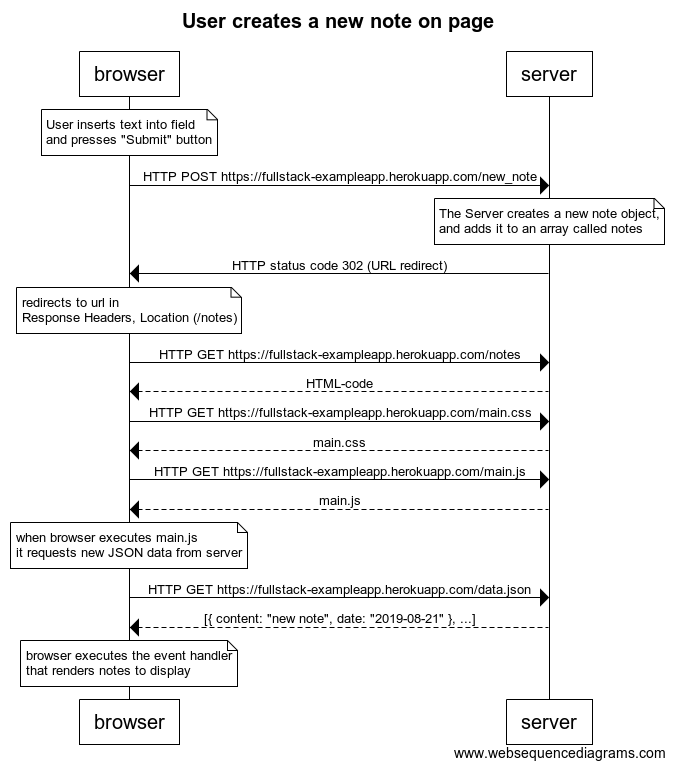 User creates a new note on page
browser
server
User inserts text into field
and presses "Submit" button
HTTP POST https://fullstack-exampleapp.herokuapp.com/new_note
The Server creates a new note object,
and adds it to an array called notes
HTTP status code 302 (URL redirect)
redirects to url in
Response Headers, Location (/notes)
HTTP GET https://fullstack-exampleapp.herokuapp.com/notes
HTML-code
HTTP GET https://fullstack-exampleapp.herokuapp.com/main.css
main.css
HTTP GET https://fullstack-exampleapp.herokuapp.com/main.js
main.js
when browser executes main.js
it requests new JSON data from server
HTTP GET https://fullstack-exampleapp.herokuapp.com/data.json
[{ content: "new note", date: "2019-08-21" }, ...]
browser executes the event handler
that renders notes to display
browser
server
www.websequencediagrams.com